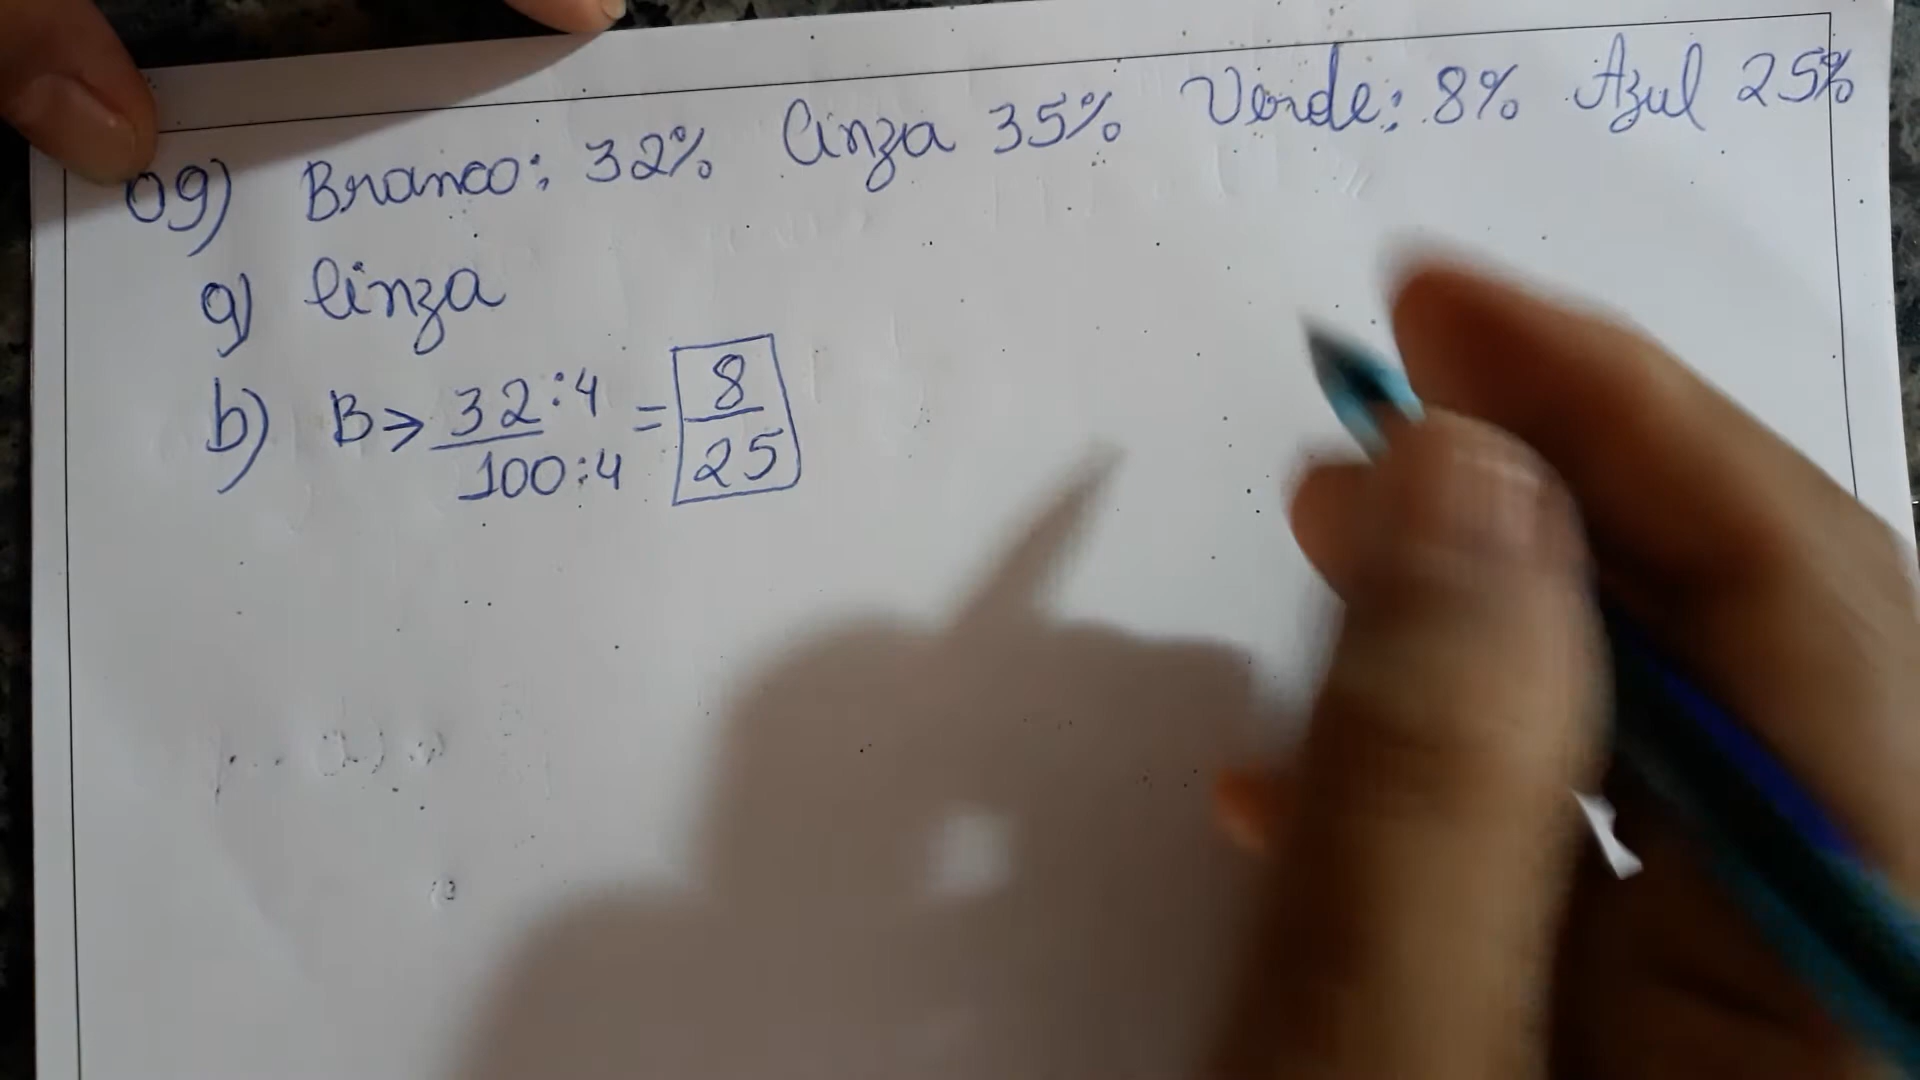 09) Branco: 32% Cinza 35% Verde: 8% Azul 25%
a) Cinza
b) B → 32:4/100:4 = 8/25